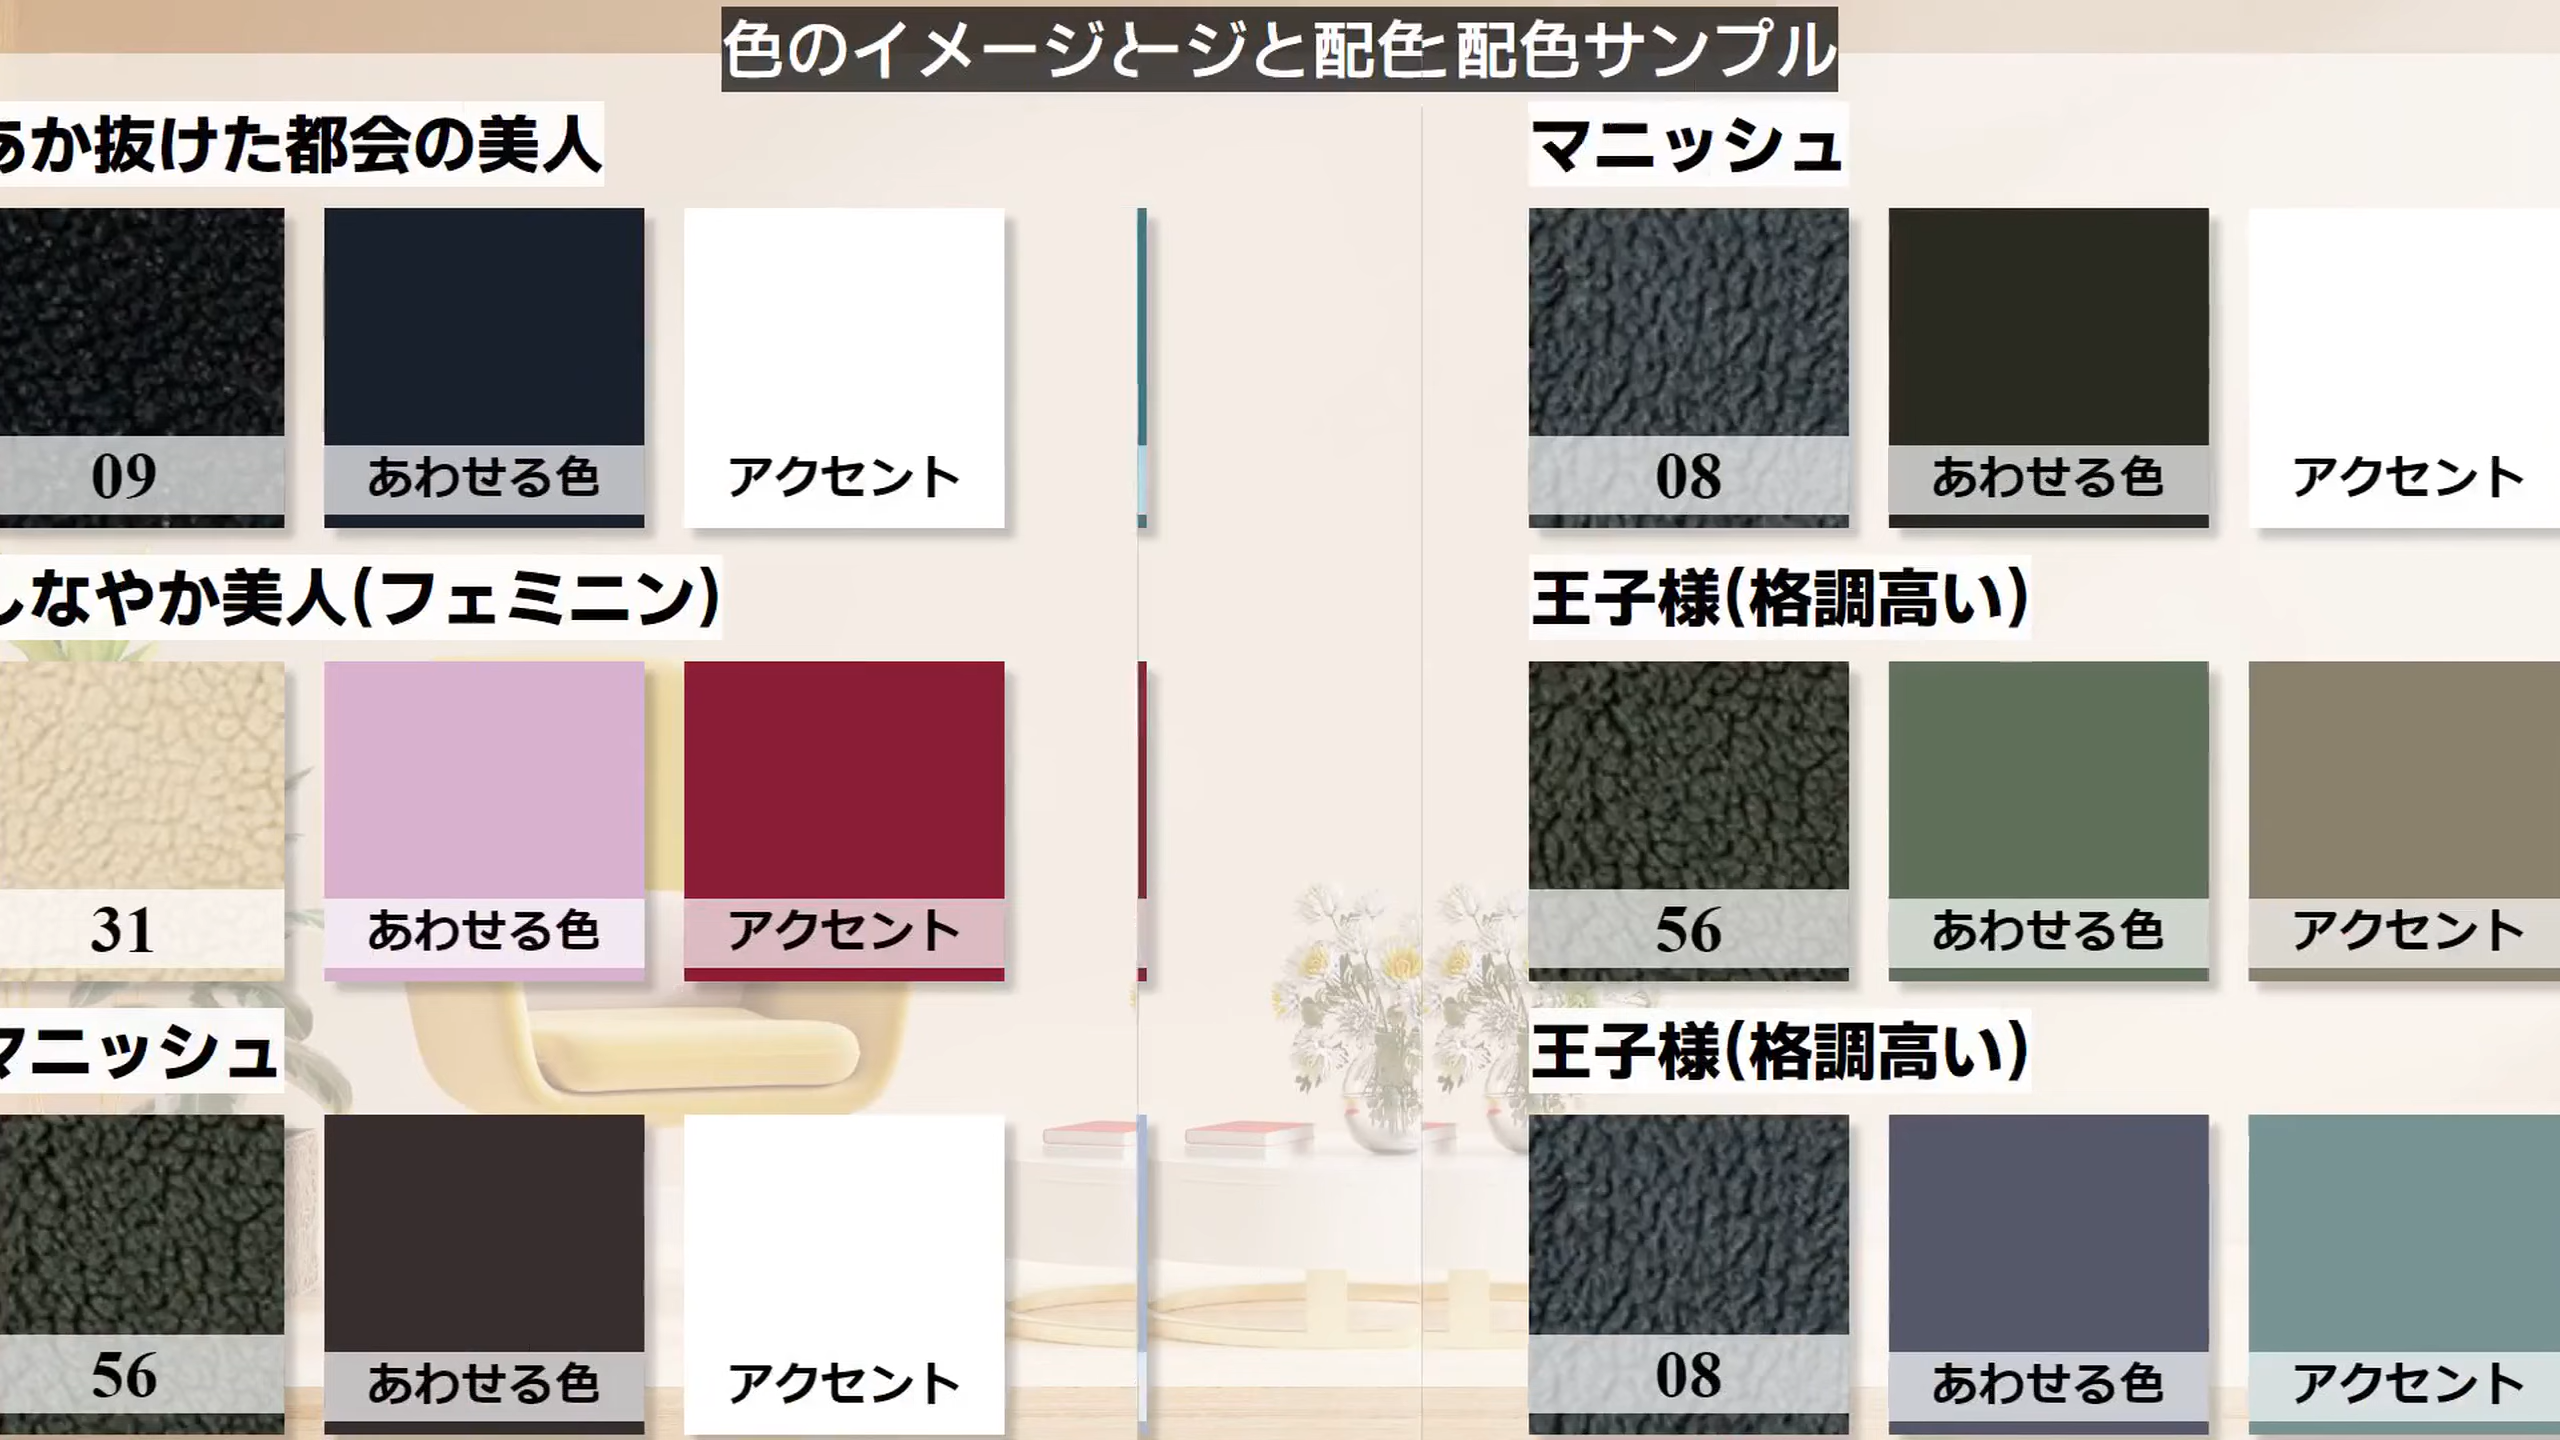 色のイメージとージと配色と配色サンプル
あか抜けた都会の美人
09
あわせる色
アクセント
しなやか美人(フェミニン)
31
あわせる色
アクセント
マニッシュ
56
あわせる色
アクセント
マニッシュ
08
あわせる色
アクセント
王子様(格調高い)
56
あわせる色
アクセント
王子様(格調高い)
08
あわせる色
アクセント